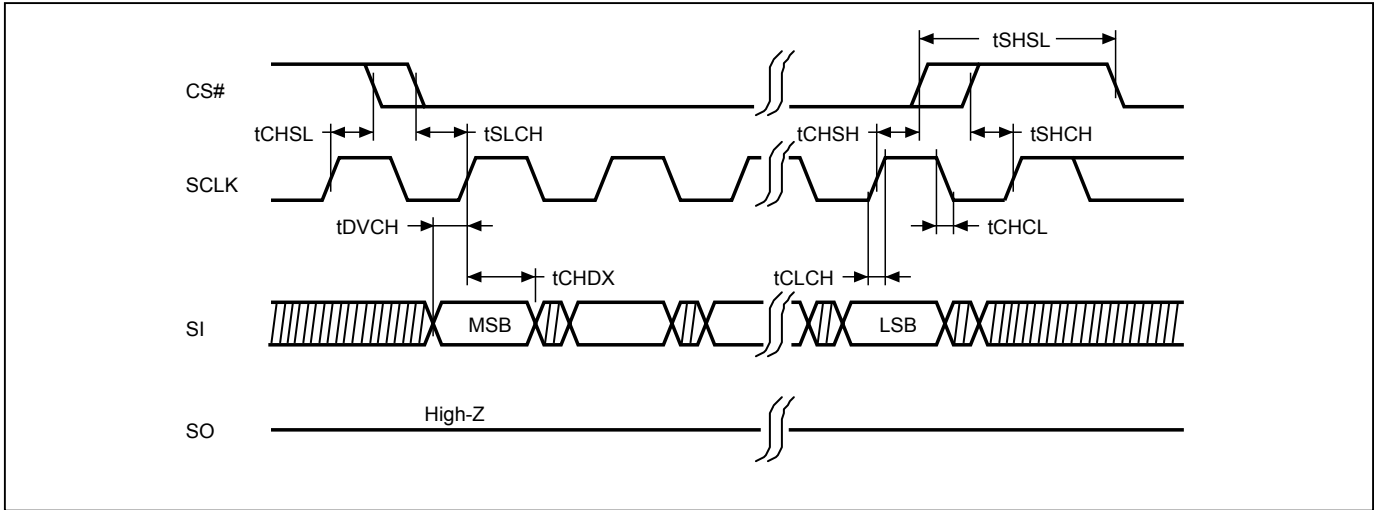 tSHSL
CS#
tCHSL
tSLCH
tCHSH
tSHCH
SCLK
tDVCH
tCHCL
tCHDX
tCLCH
SI
MSB
LSB
High-Z
SO